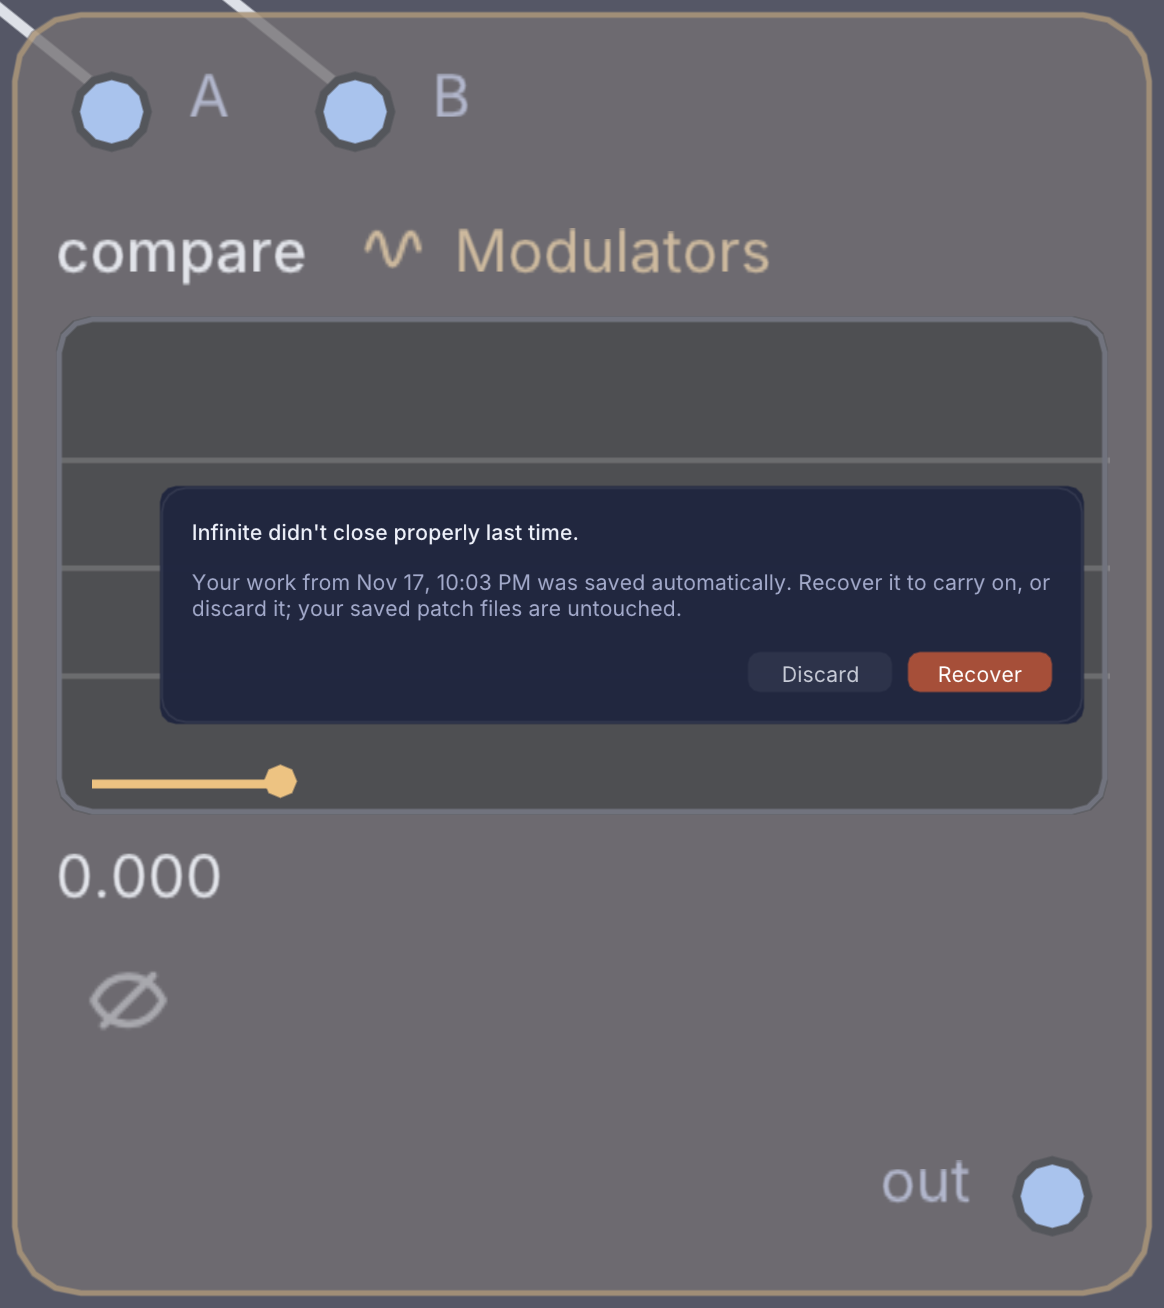 A B
compare Modulators
Infinite didn't close properly last time.
Your work from Nov 17, 10:03 PM was saved automatically. Recover it to carry on, or
discard it; your saved patch files are untouched.
Discard Recover
0.000
out